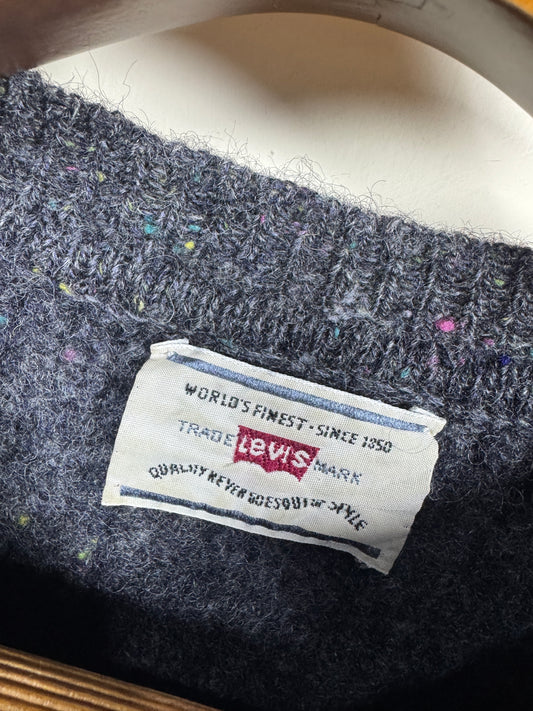 WORLD'S FINEST · SINCE 1850
TRADE LEVI'S MARK
QUALITY NEVER GOES OUT OF STYLE